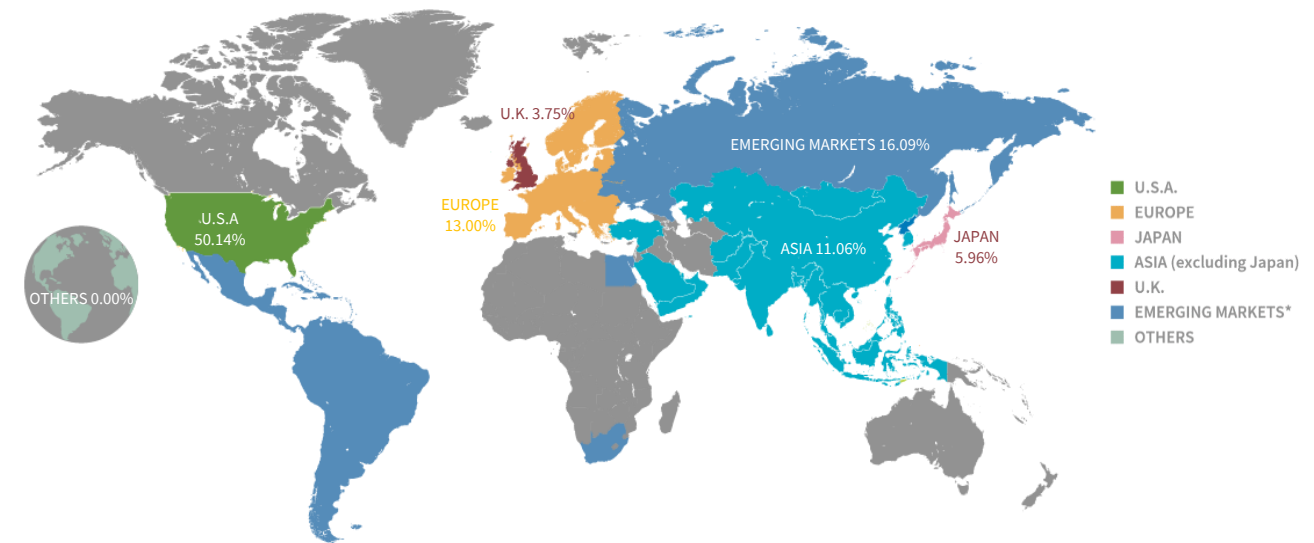 U.K. 3.75%
EMERGING MARKETS 16.09%
EUROPE
13.00%
U.S.A
50.14%
ASIA 11.06%
JAPAN
5.96%
OTHERS 0.00%
U.S.A.
EUROPE
JAPAN
ASIA (excluding Japan)
U.K.
EMERGING MARKETS*
OTHERS